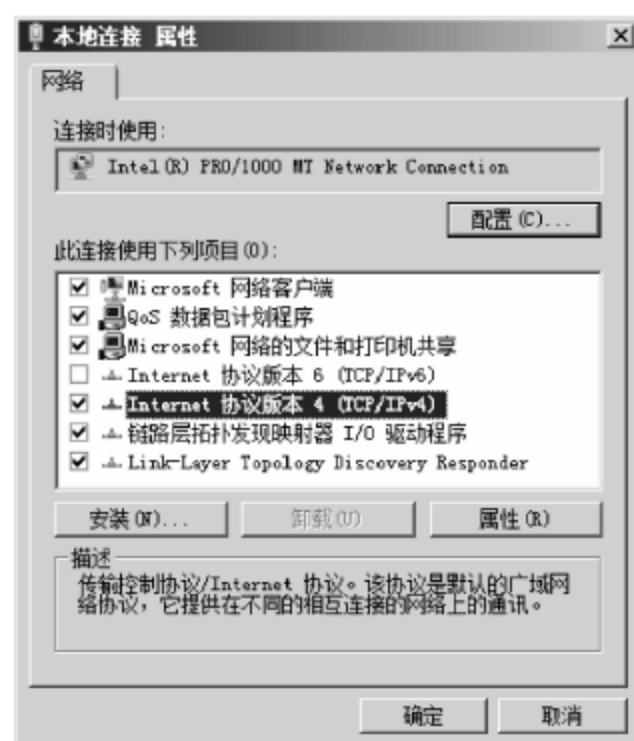 本地连接 属性
网络
连接时使用:
Intel(R) PRO/1000 MT Network Connection
配置(C)...
此连接使用下列项目(O):
Microsoft 网络客户端
QoS 数据包计划程序
Microsoft 网络的文件和打印机共享
Internet 协议版本 6 (TCP/IPv6)
Internet 协议版本 4 (TCP/IPv4)
链路层拓扑发现映射器 I/O 驱动程序
Link-Layer Topology Discovery Responder
安装(N)... 卸载(U) 属性(R)
描述
传输控制协议/Internet 协议。该协议是默认的广域网
络协议，它提供在不同的相互连接的网络上的通讯。
确定 取消